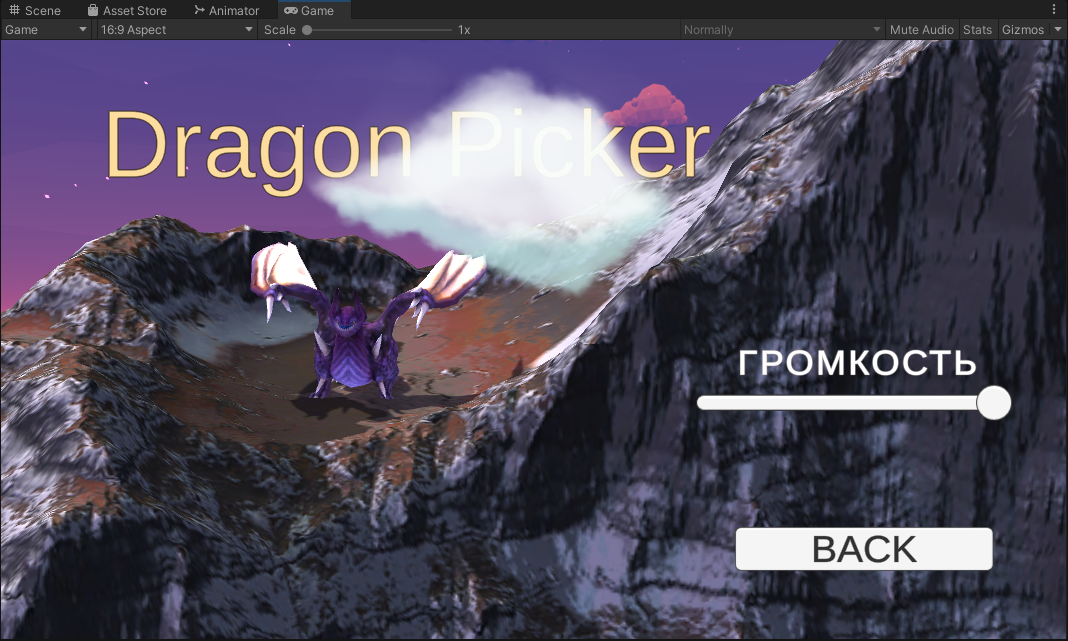 Scene Asset Store Animator Game
Game 16:9 Aspect Scale 1x Normally Mute Audio Stats Gizmos
Dragon Picker
ГРОМКОСТЬ
BACK